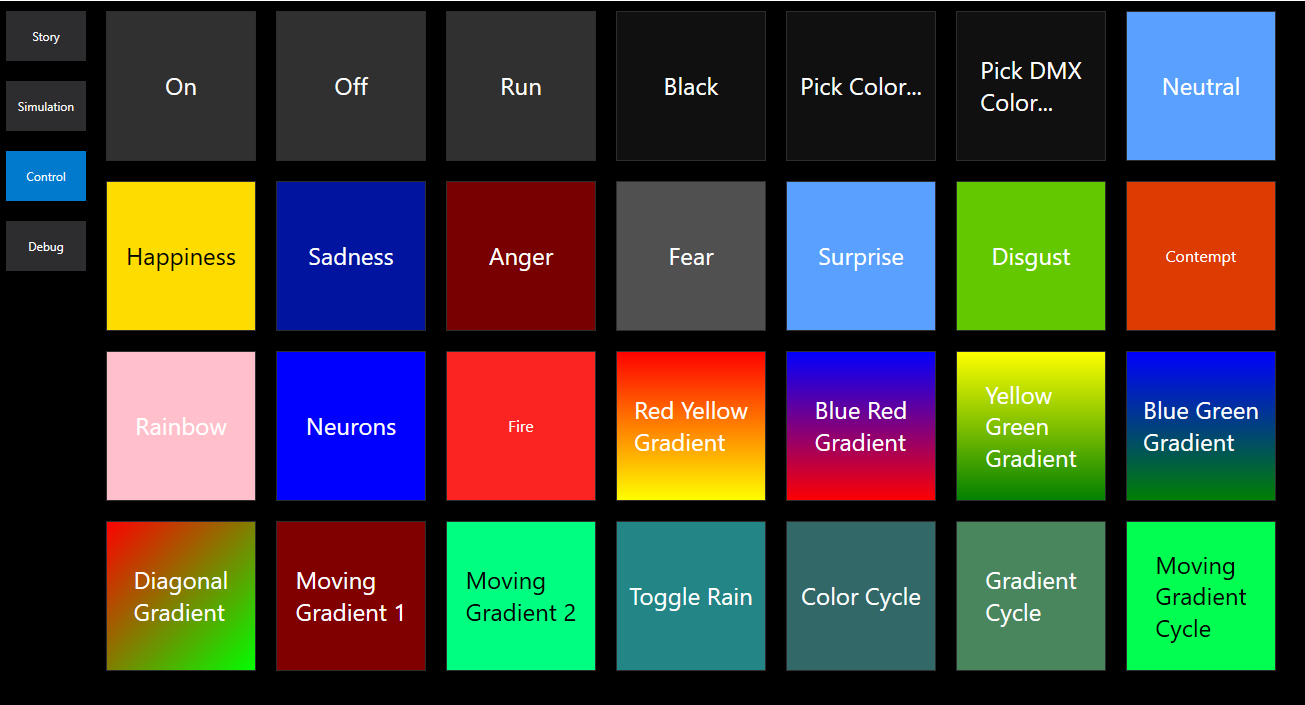 Story
Simulation
Control
Debug
On
Off
Run
Black
Pick Color...
Pick DMX
Color...
Neutral
Happiness
Sadness
Anger
Fear
Surprise
Disgust
Contempt
Rainbow
Neurons
Fire
Red Yellow
Gradient
Blue Red
Gradient
Yellow
Green
Gradient
Blue Green
Gradient
Diagonal
Gradient
Moving
Gradient 1
Moving
Gradient 2
Toggle Rain
Color Cycle
Gradient
Cycle
Moving
Gradient
Cycle